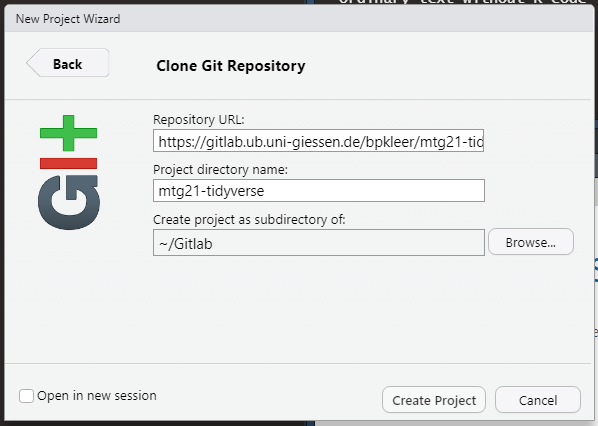 ordinary text without R code
New Project Wizard
Back
Clone Git Repository
Repository URL:
https://gitlab.ub.uni-giessen.de/bpkleer/mtg21-tid
Project directory name:
mtg21-tidyverse
Create project as subdirectory of:
~/Gitlab
Browse...
Open in new session
Create Project
Cancel